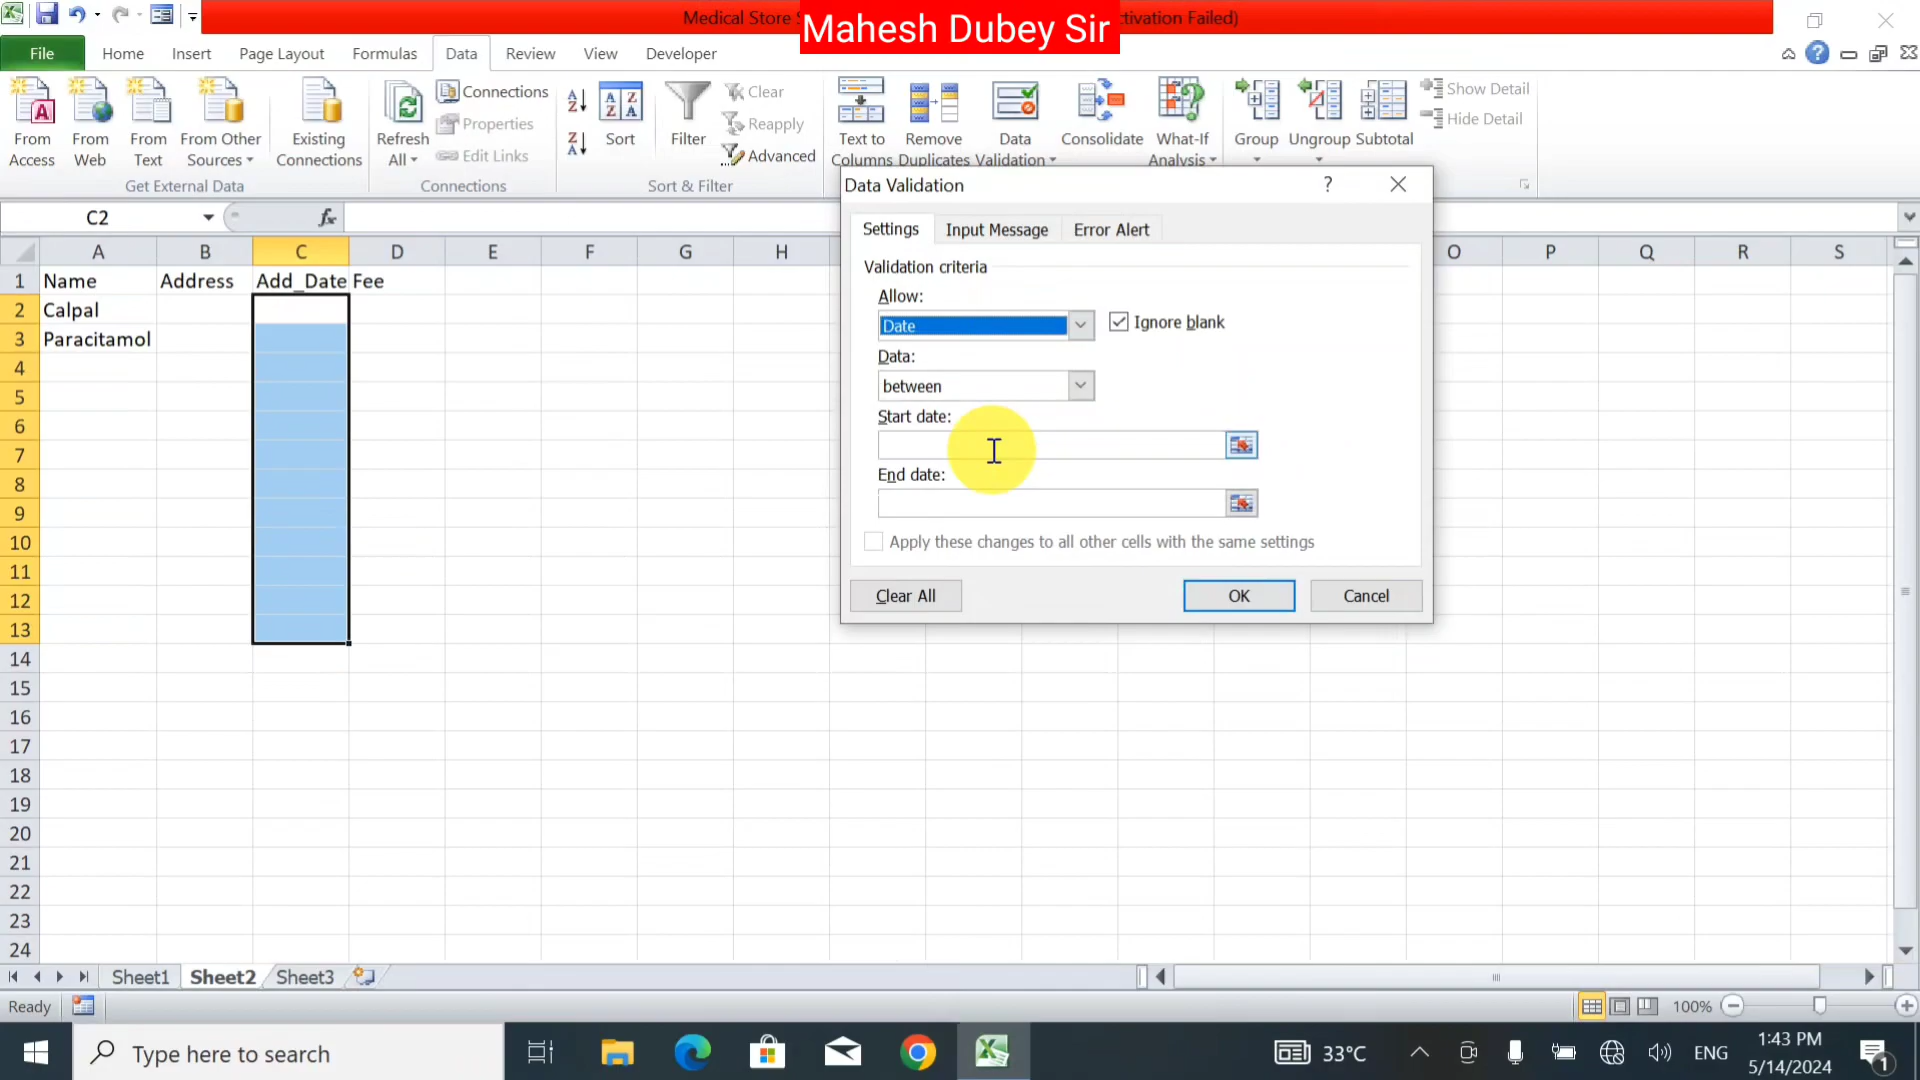 Medical Store S
Mahesh Dubey Sir
ctivation Failed)
File Home Insert Page Layout Formulas Data Review View Developer
From Access
From Web
From Text
From Other Sources
Existing Connections
Get External Data
Refresh All
Connections
Properties
Edit Links
Connections
A Z
Z A
Sort
Filter
Clear
Reapply
Advanced
Sort & Filter
Text to Columns
Remove Duplicates
Data Validation
Consolidate
What-If Analysis
Group
Ungroup
Subtotal
Show Detail
Hide Detail
C2 fx
Data Validation ?
Settings Input Message Error Alert
Validation criteria
Allow:
Date Ignore blank
Data:
between
Start date:
End date:
Apply these changes to all other cells with the same settings
Clear All OK Cancel
A B C D E F G H O P Q R S
1 Name Address Add_Date Fee
2 Calpal
3 Paracitamol
4
5
6
7
8
9
10
11
12
13
14
15
16
17
18
19
20
21
22
23
24
Sheet1 Sheet2 Sheet3
Ready 100%
Type here to search 33°C ENG 1:43 PM
5/14/2024 1